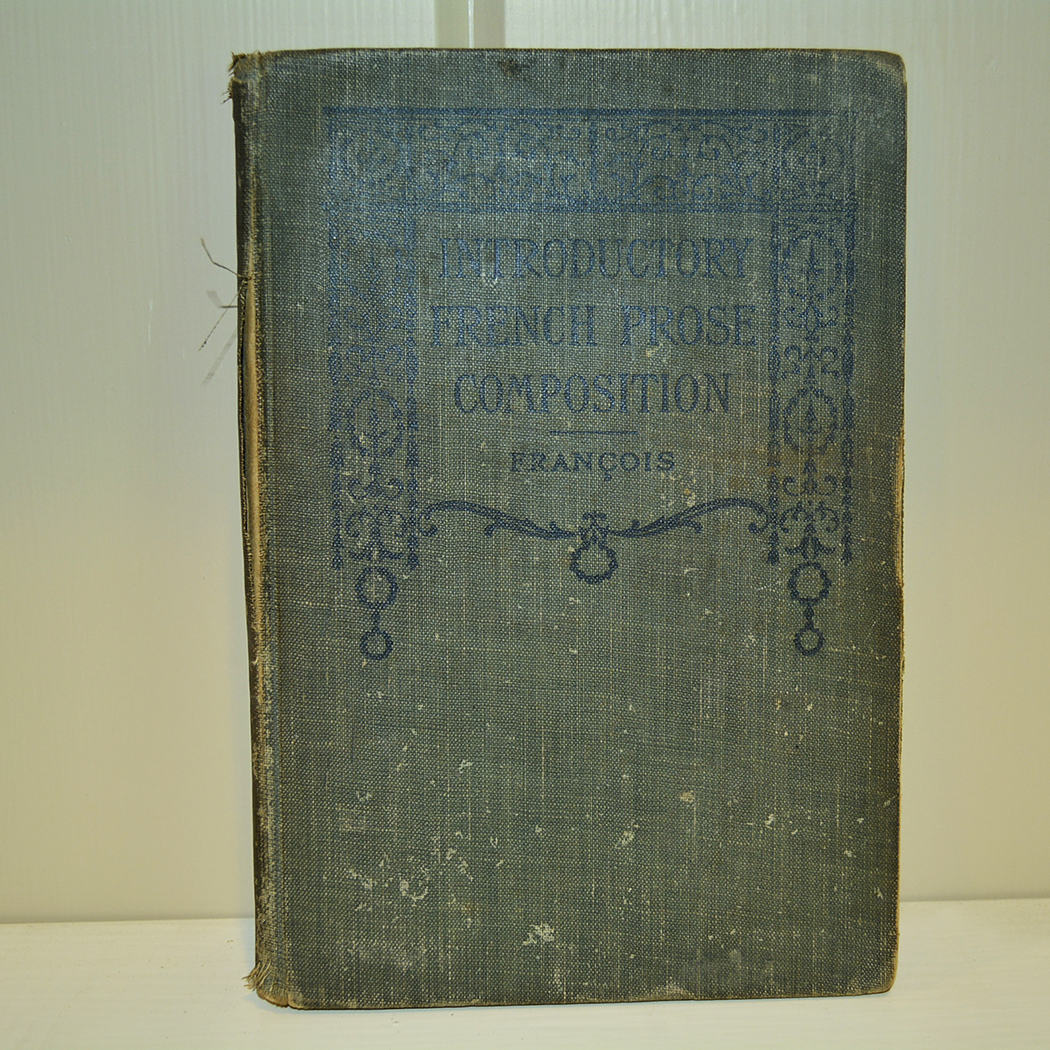 INTRODUCTORY
FRENCH PROSE
COMPOSITION
FRANÇOIS